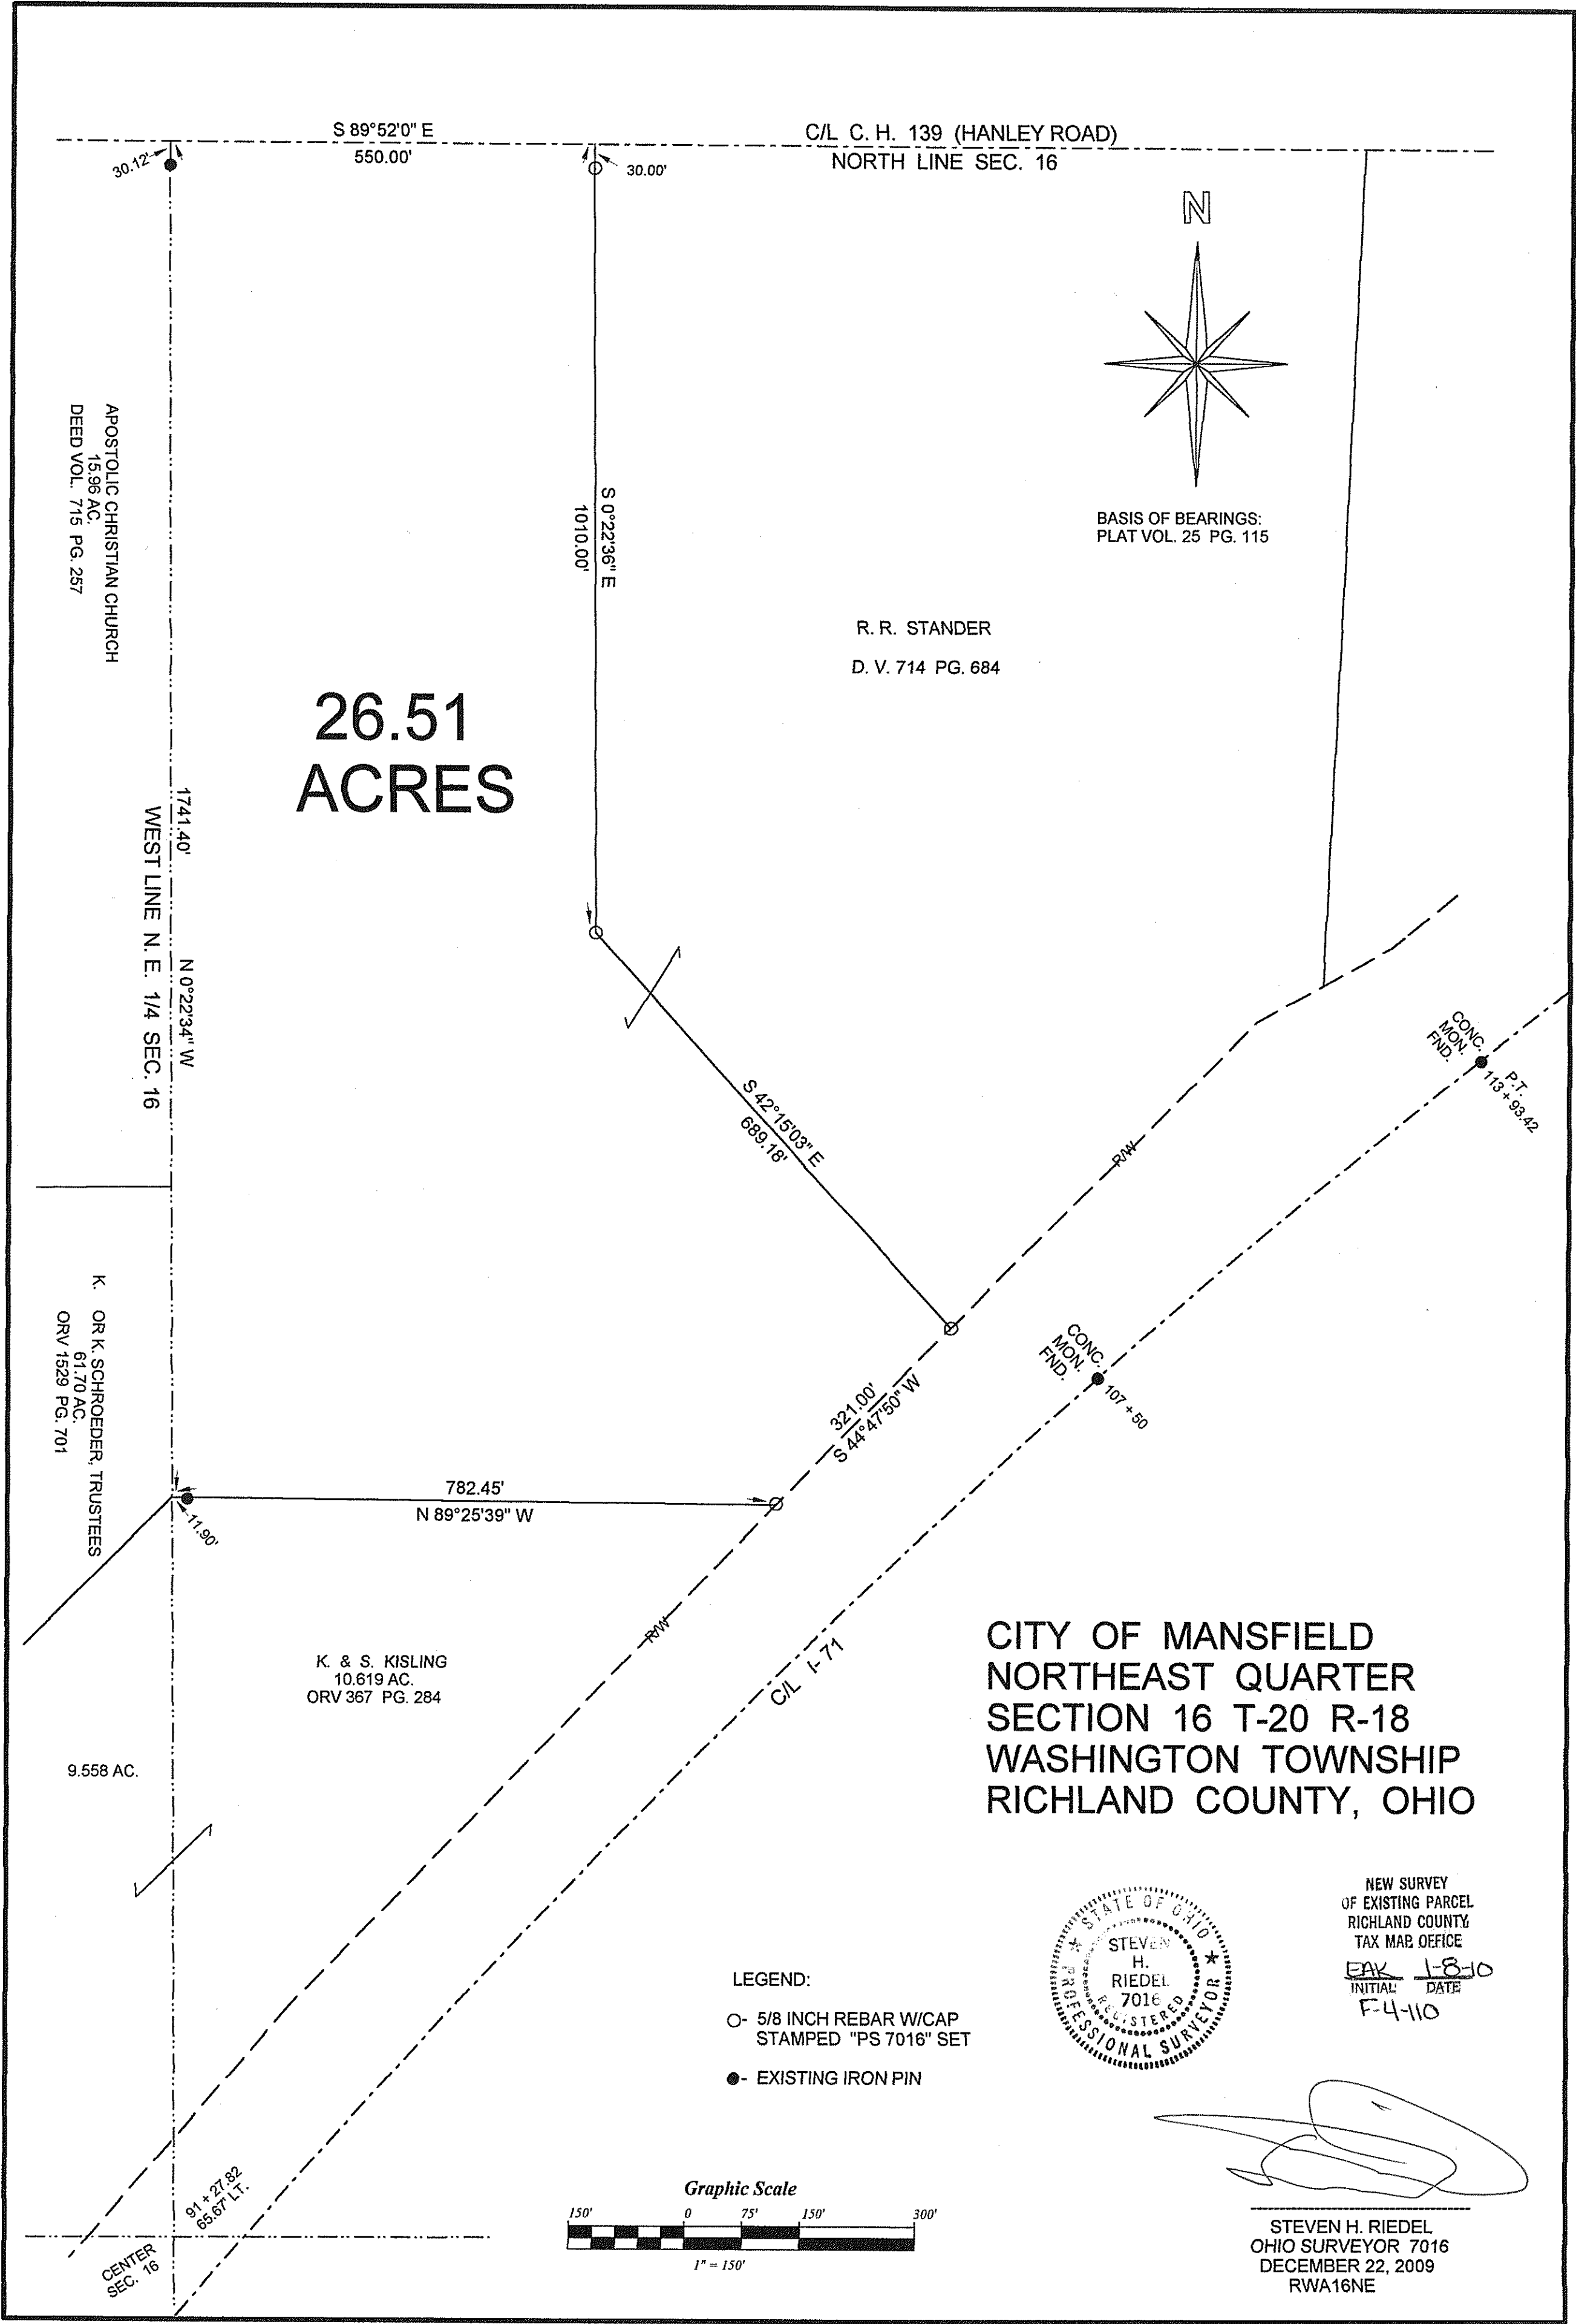 S 89°52'0" E
550.00'
C/L C. H. 139 (HANLEY ROAD)
NORTH LINE SEC. 16
30.12'
30.00'
N
BASIS OF BEARINGS:
PLAT VOL. 25 PG. 115
APOSTOLIC CHRISTIAN CHURCH
15.96 AC.
DEED VOL. 715 PG. 257
S 0°22'36" E
1010.00'
R. R. STANDER
D. V. 714 PG. 684
26.51
ACRES
1741.40' N 0°22'34" W
WEST LINE N. E. 1/4 SEC. 16
S 42°15'03" E
689.18'
R/W
CONC.
MON.
FND.
P.T.
113 + 93.42
CONC.
MON.
FND.
107 + 50
321.00'
S 44°47'50" W
K. OR K. SCHROEDER, TRUSTEES
61.70 AC.
ORV 1529 PG. 701
782.45'
N 89°25'39" W
11.90'
R/W
C/L I-71
K. & S. KISLING
10.619 AC.
ORV 367 PG. 284
9.558 AC.
CITY OF MANSFIELD
NORTHEAST QUARTER
SECTION 16 T-20 R-18
WASHINGTON TOWNSHIP
RICHLAND COUNTY, OHIO
STATE OF OHIO
STEVEN
H.
RIEDEL
7016
REGISTERED
PROFESSIONAL SURVEYOR
NEW SURVEY
OF EXISTING PARCEL
RICHLAND COUNTY
TAX MAP OFFICE
EAK 1-8-10
INITIAL DATE
F-4-110
LEGEND:
O- 5/8 INCH REBAR W/CAP
STAMPED "PS 7016" SET
●- EXISTING IRON PIN
91 + 27.82
65.67' LT.
CENTER
SEC. 16
Graphic Scale
150' 0 75' 150' 300'
1" = 150'
STEVEN H. RIEDEL
OHIO SURVEYOR 7016
DECEMBER 22, 2009
RWA16NE